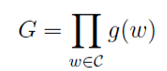 G = ∏_{w∈𝒞} g(w)